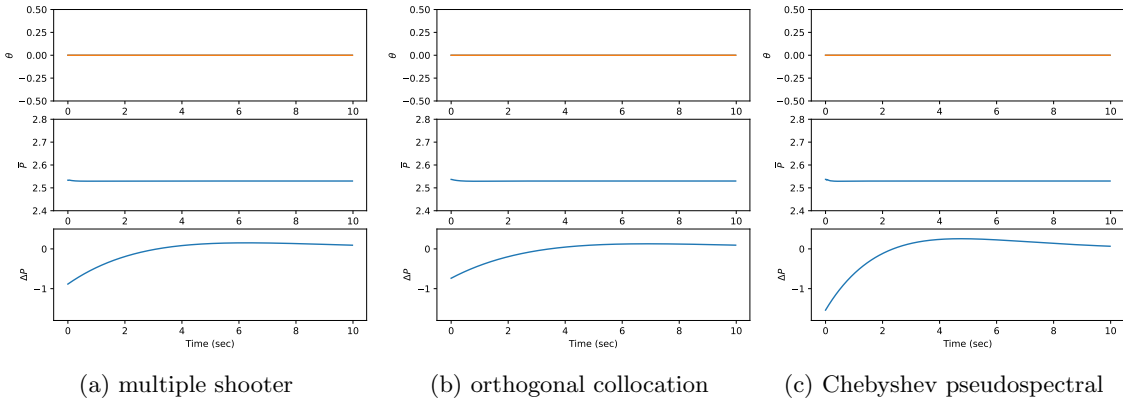 0.50
0.25
0.00
−0.25
−0.50
θ
0 2 4 6 8 10
2.8
2.7
2.6
2.5
2.4
P̅
0 2 4 6 8 10
0
−1
ΔP
0 2 4 6 8 10
Time (sec)
(a) multiple shooter
0.50
0.25
0.00
−0.25
−0.50
θ
0 2 4 6 8 10
2.8
2.7
2.6
2.5
2.4
P̅
0 2 4 6 8 10
0
−1
ΔP
0 2 4 6 8 10
Time (sec)
(b) orthogonal collocation
0.50
0.25
0.00
−0.25
−0.50
θ
0 2 4 6 8 10
2.8
2.7
2.6
2.5
2.4
P̅
0 2 4 6 8 10
0
−1
ΔP
0 2 4 6 8 10
Time (sec)
(c) Chebyshev pseudospectral